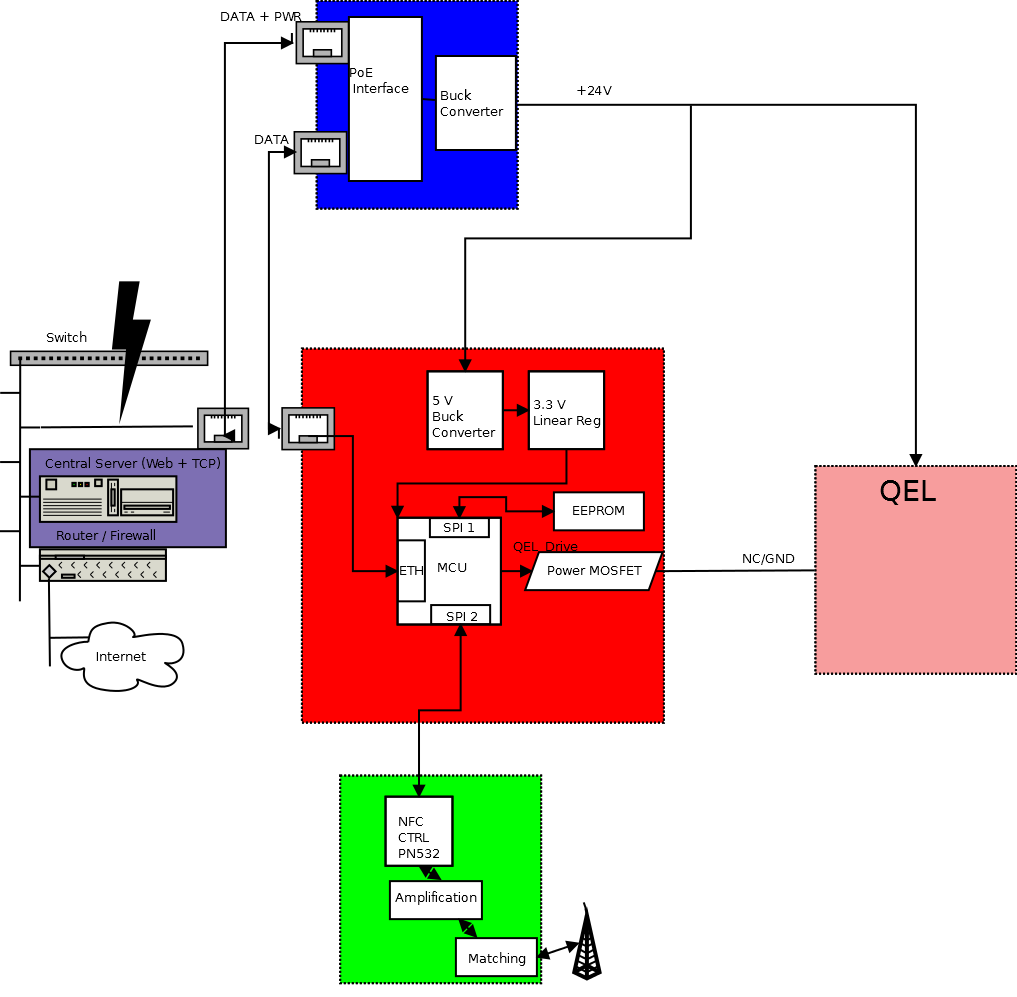 DATA + PWR
PoE
Interface
Buck
Converter
+24V
DATA
Switch
5 V
Buck
Converter
3.3 V
Linear Reg
Central Server (Web + TCP)
Router / Firewall
QEL
EEPROM
SPI 1
QEL_Drive
ETH
MCU
Power MOSFET
NC/GND
SPI 2
Internet
NFC
CTRL
PN532
Amplification
Matching